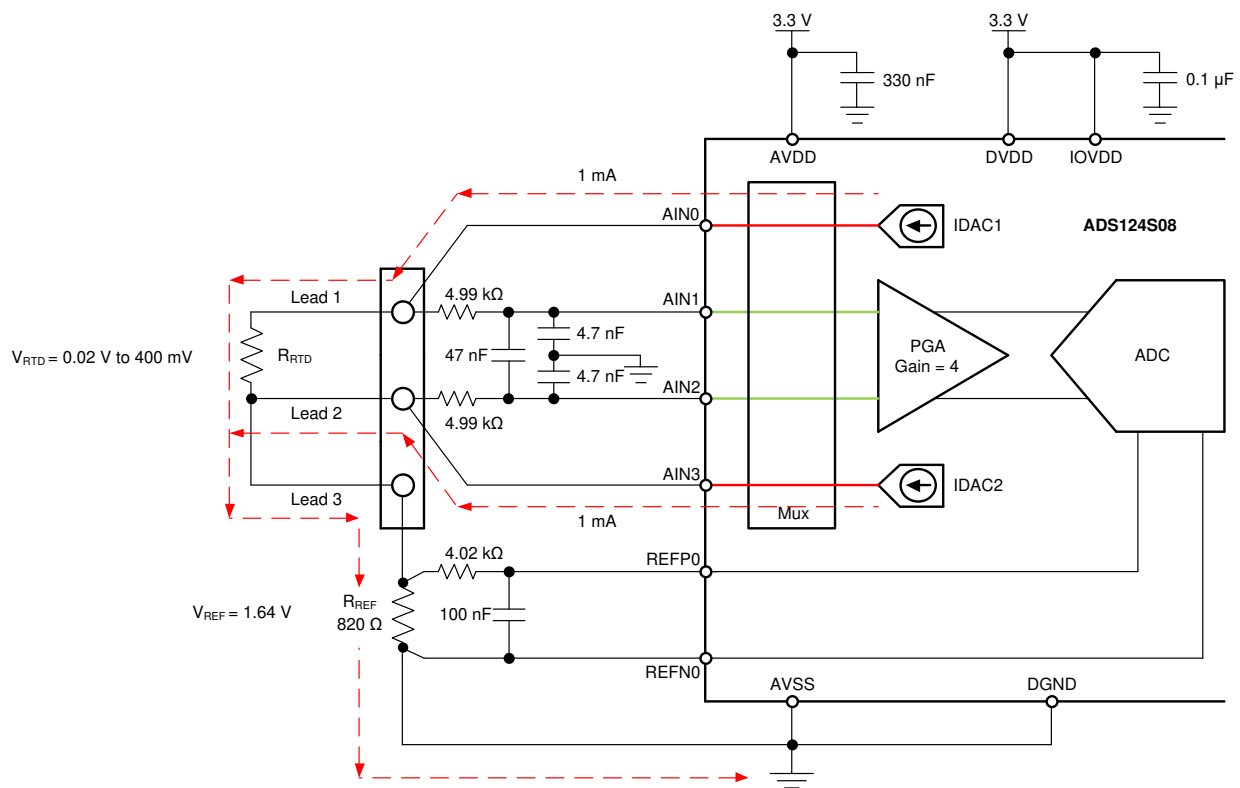 3.3 V
3.3 V
330 nF
0.1 µF
AVDD
DVDD
IOVDD
1 mA
AIN0
IDAC1
ADS124S08
Lead 1
4.99 kΩ
AIN1
4.7 nF
VRTD = 0.02 V to 400 mV
RRTD
47 nF
PGA
Gain = 4
ADC
4.7 nF
AIN2
Lead 2
4.99 kΩ
AIN3
IDAC2
Lead 3
1 mA
Mux
4.02 kΩ
REFP0
VREF = 1.64 V
RREF
820 Ω
100 nF
REFN0
AVSS
DGND